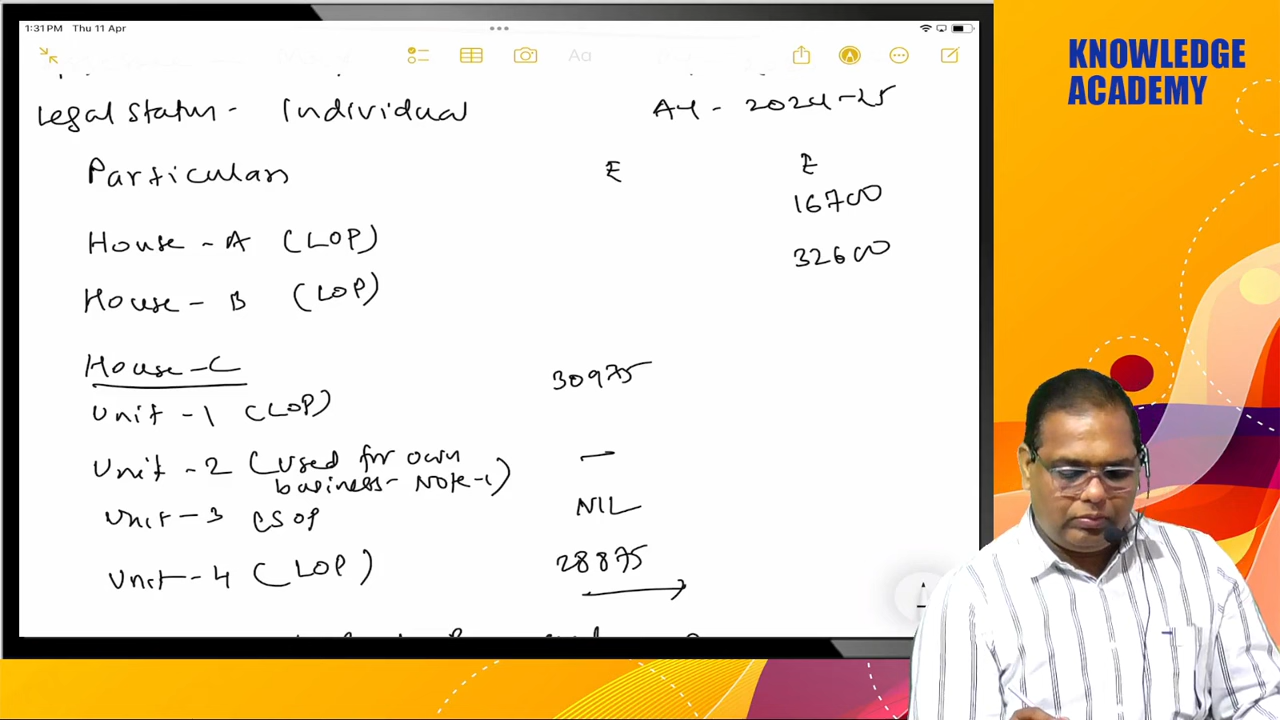 1:31 PM Thu 11 Apr
Aa
KNOWLEDGE
ACADEMY
Legal Status - Individual AY - 2024-25
Particulars ₹ ₹
16700
House - A (LOP)
32600
House - B (LOP)
House - C
30975
Unit - 1 (LOP)
Unit - 2 (Used for own —
business - Note-1)
Unit - 3 (SOP NIL
Unit - 4 (LOP) 28875